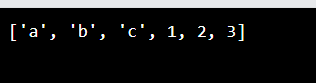 ['a', 'b', 'c', 1, 2, 3]